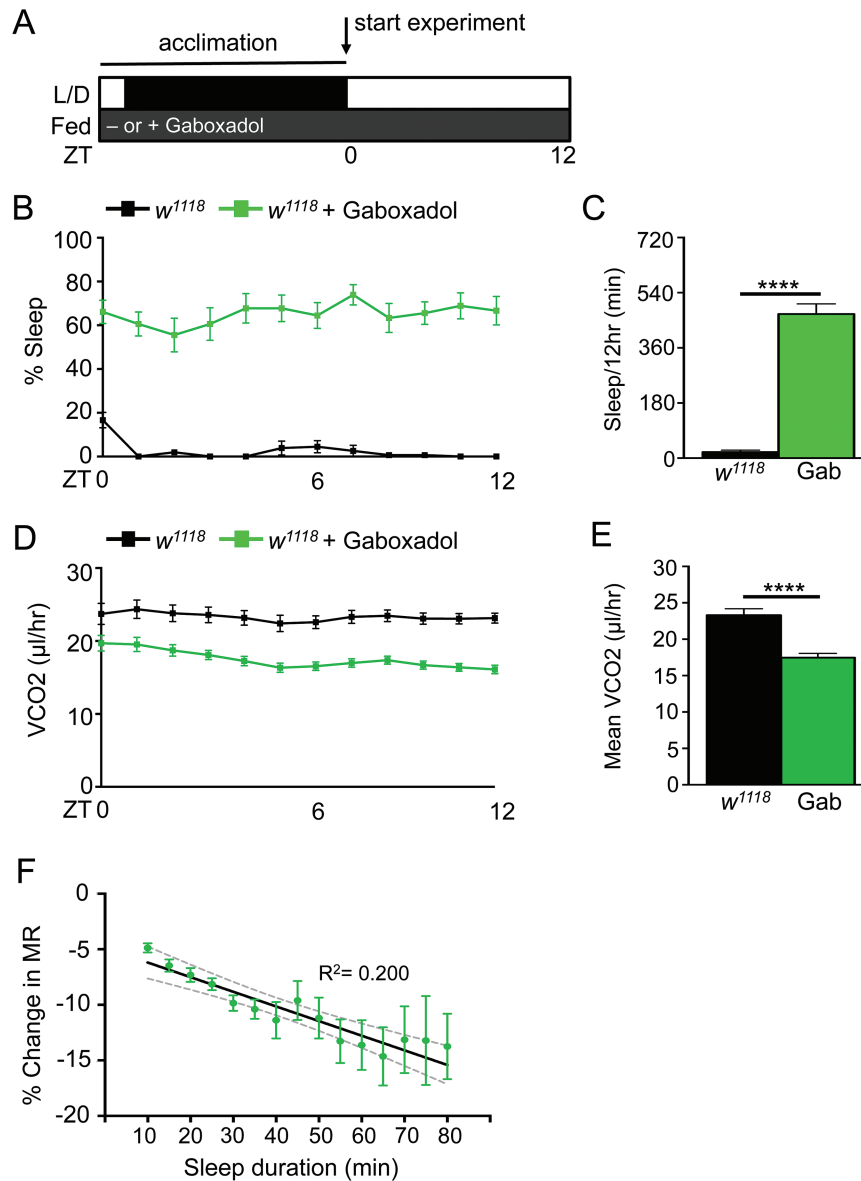 A
start experiment
acclimation
L/D
Fed – or + Gaboxadol
ZT 0 12
B
w1118 w1118 + Gaboxadol
100
80
60
40
20
0
% Sleep
ZT 0 6 12
C
720
540
360
180
0
Sleep/12hr (min)
****
w1118 Gab
D
w1118 w1118 + Gaboxadol
30
20
10
0
VCO2 (µl/hr)
ZT 0 6 12
E
30
25
20
15
10
5
0
Mean VCO2 (µl/hr)
****
w1118 Gab
F
0
-5
-10
-15
-20
% Change in MR
R2= 0.200
10 20 30 40 50 60 70 80
Sleep duration (min)